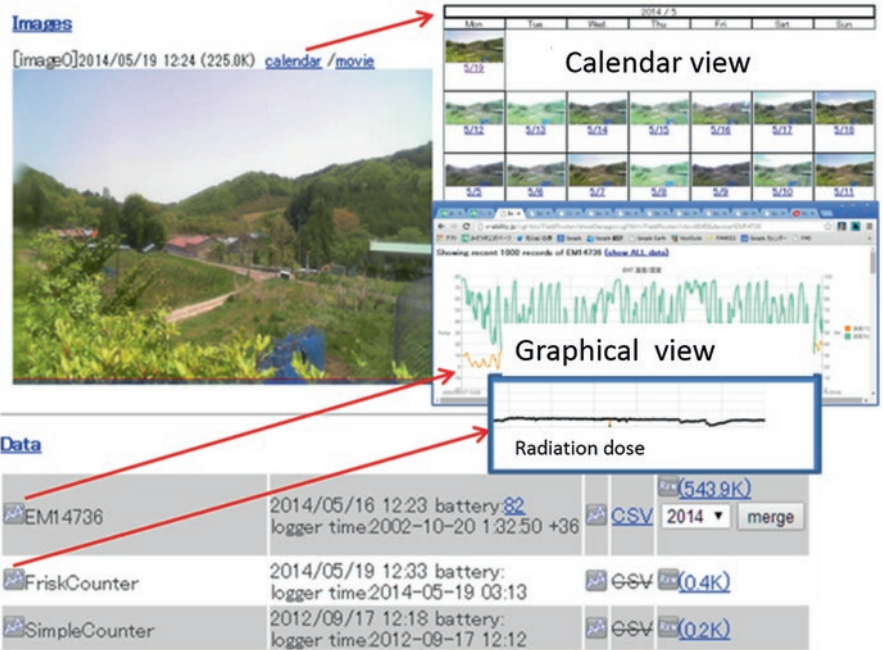 Images
[image0]2014/05/19 12:24 (225.0K) calendar / movie
2014 / 5
Mon Tue Wed Thu Fri Sat Sun
5/19
Calendar view
5/12 5/13 5/14 5/15 5/16 5/17 5/18
5/5 5/6 5/7 5/8 5/9 5/10 5/11
Showing recent 1000 records of EM14736 (show ALL data)
Graphical view
Radiation dose
Data
EM14736
2014/05/16 12:23 battery:82
logger time:2002-10-20 1:32:50 +36
CSV
(543.9K)
2014 merge
FriskCounter
2014/05/19 12:33 battery:
logger time:2014-05-19 03:13
CSV (0.4K)
SimpleCounter
2012/09/17 12:18 battery:
logger time:2012-09-17 12:12
CSV (0.2K)